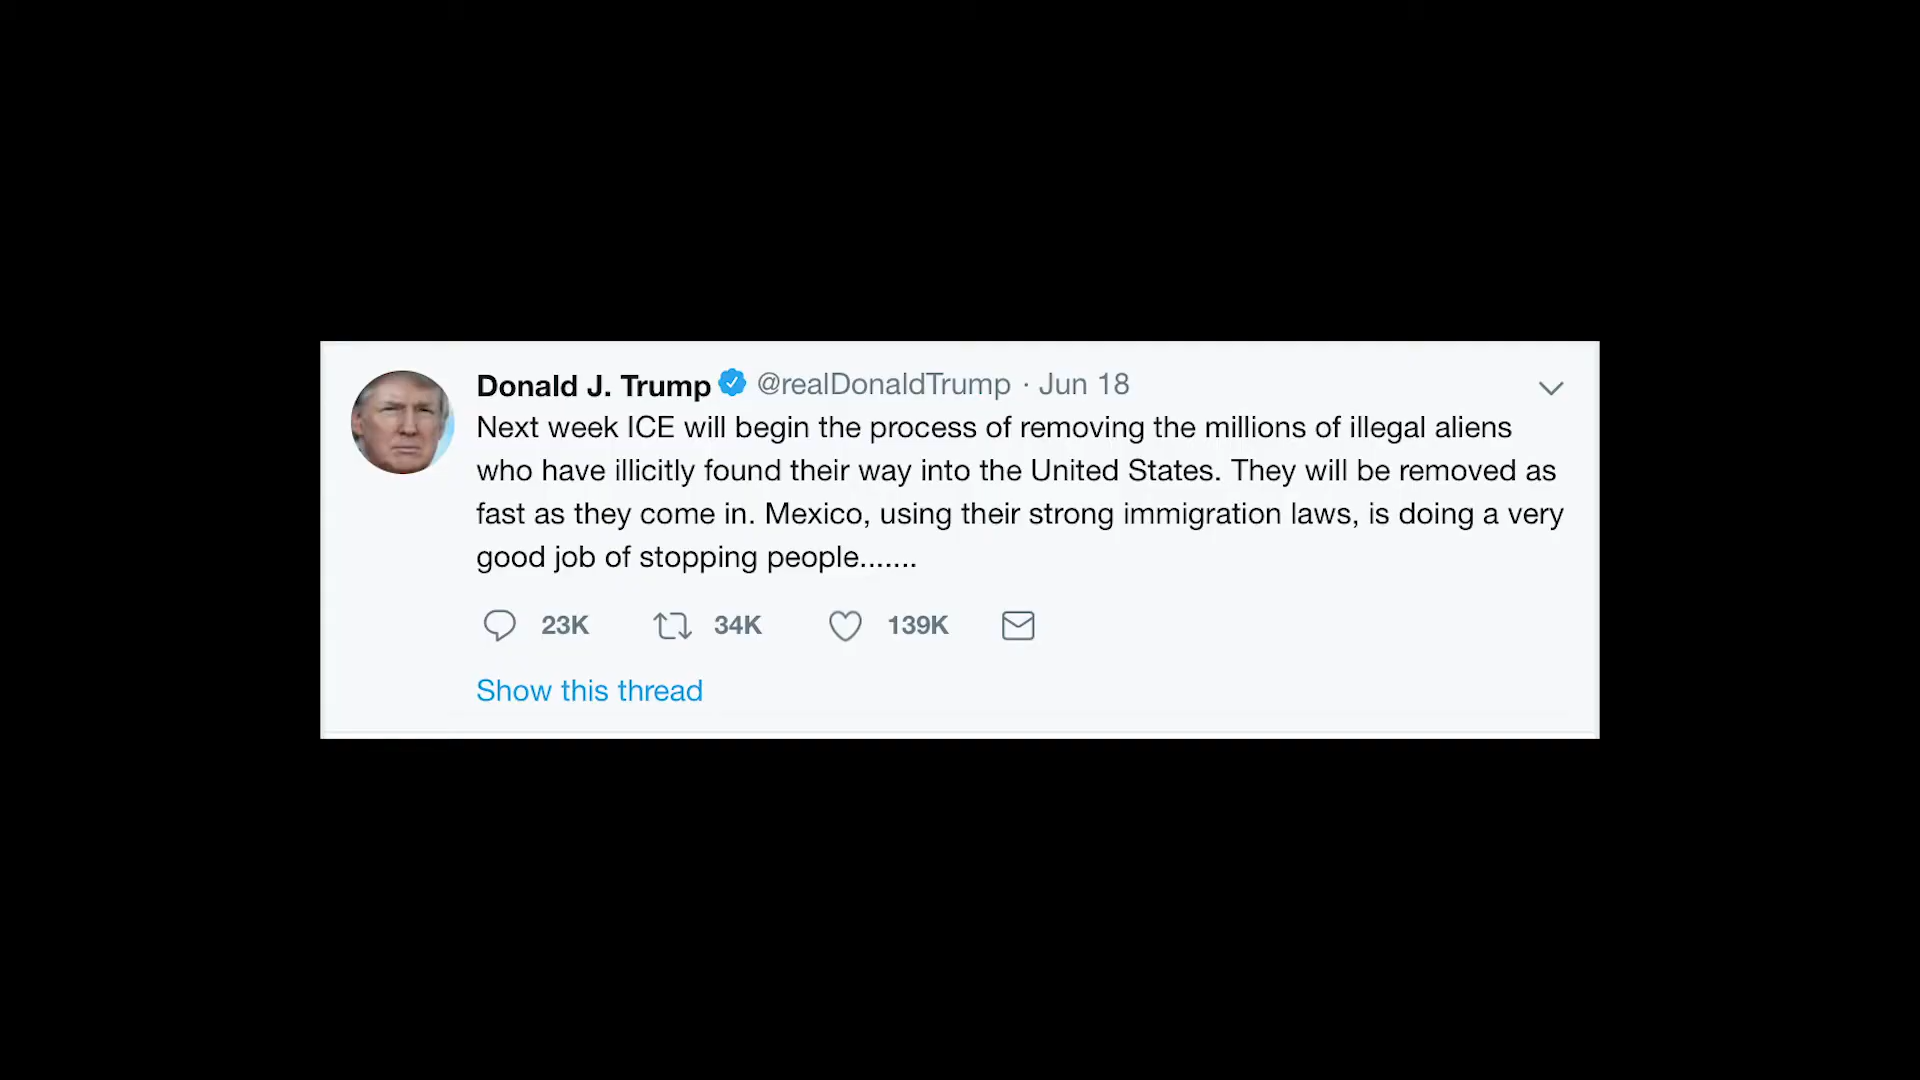 Donald J. Trump @realDonaldTrump · Jun 18
Next week ICE will begin the process of removing the millions of illegal aliens
who have illicitly found their way into the United States. They will be removed as
fast as they come in. Mexico, using their strong immigration laws, is doing a very
good job of stopping people.......
23K 34K 139K
Show this thread